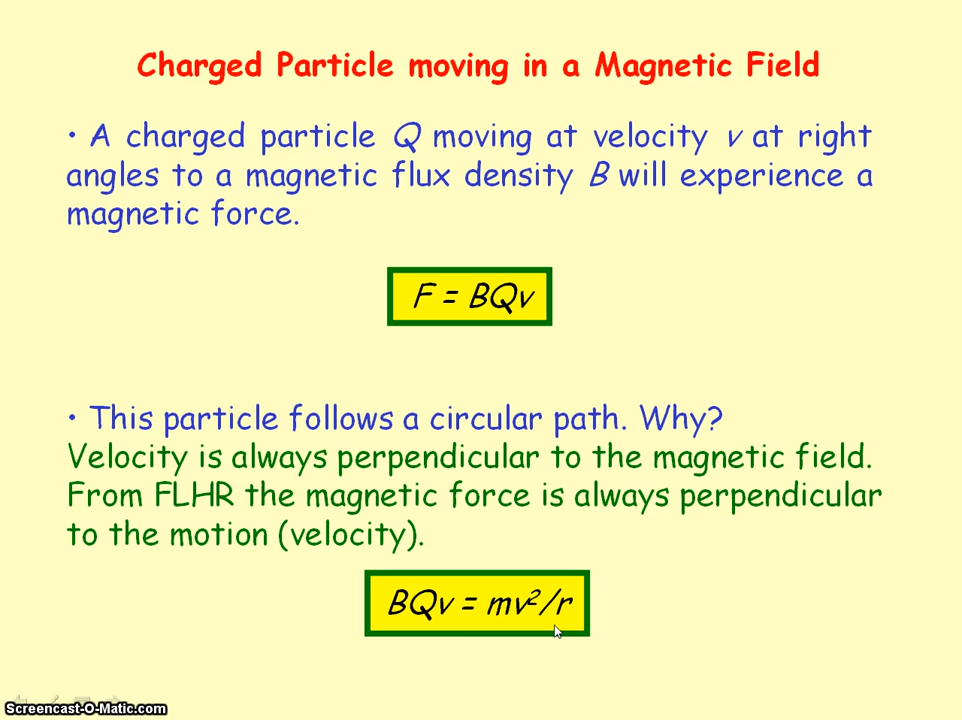 Charged Particle moving in a Magnetic Field
• A charged particle Q moving at velocity v at right
angles to a magnetic flux density B will experience a
magnetic force.
F = BQv
• This particle follows a circular path. Why?
Velocity is always perpendicular to the magnetic field.
From FLHR the magnetic force is always perpendicular
to the motion (velocity).
BQv = mv²/r
Screencast-O-Matic.com